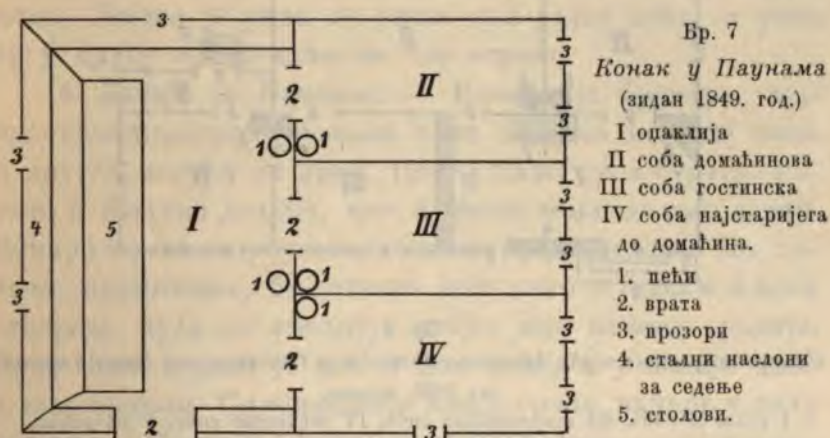 Бр. 7
Конак у Паунама
(зидан 1849. год.)
I оџаклија
II соба домаћинова
III соба гостинска
IV соба најстаријега
до домаћина.
1. пећи
2. врата
3. прозори
4. стални наслони
за седење
5. столови.
3
3
2
II
3
1
1
3
3
4
5
I
2
III
3
3
1
1
1
3
2
IV
3
3
2
3